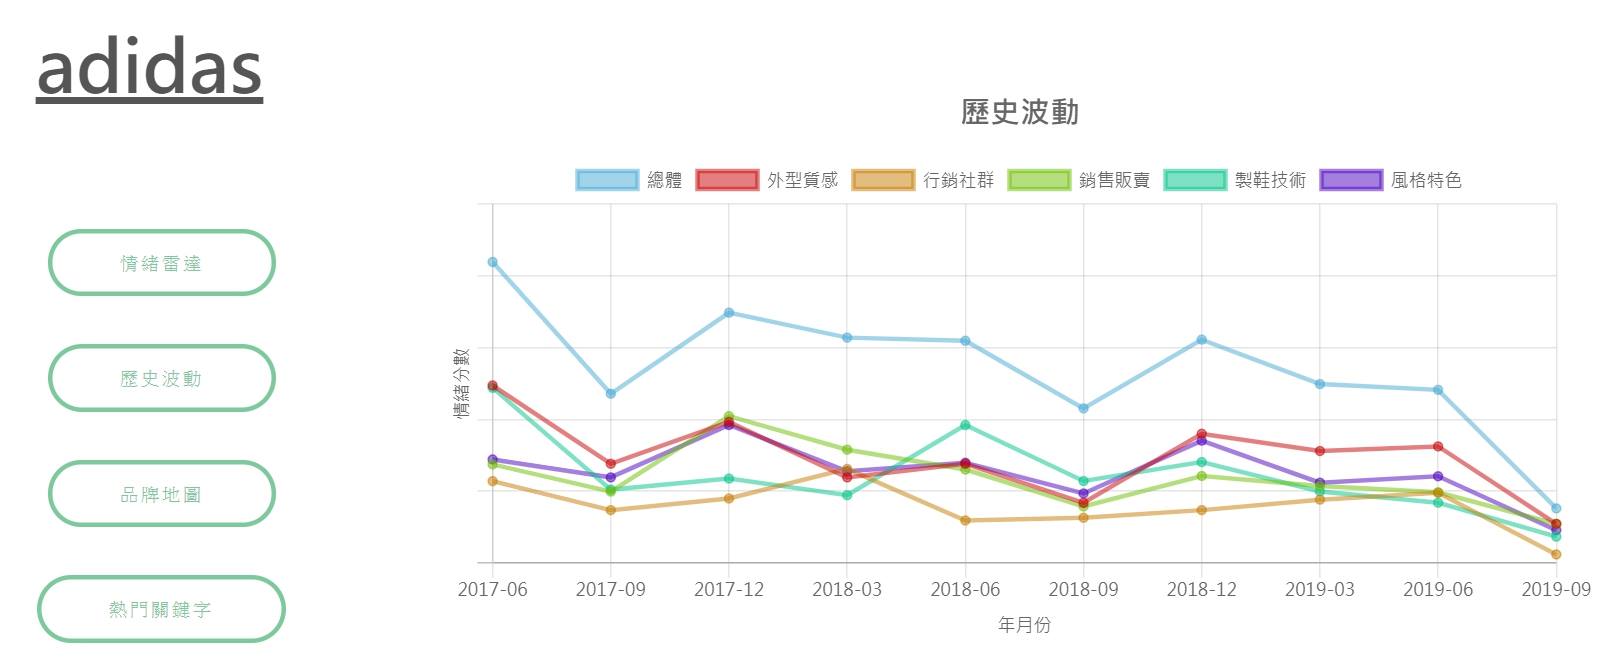 adidas
歷史波動
總體 外型質感 行銷社群 銷售販賣 製鞋技術 風格特色
情緒雷達
歷史波動
品牌地圖
熱門關鍵字
情緒分數
2017-06 2017-09 2017-12 2018-03 2018-06 2018-09 2018-12 2019-03 2019-06 2019-09
年月份